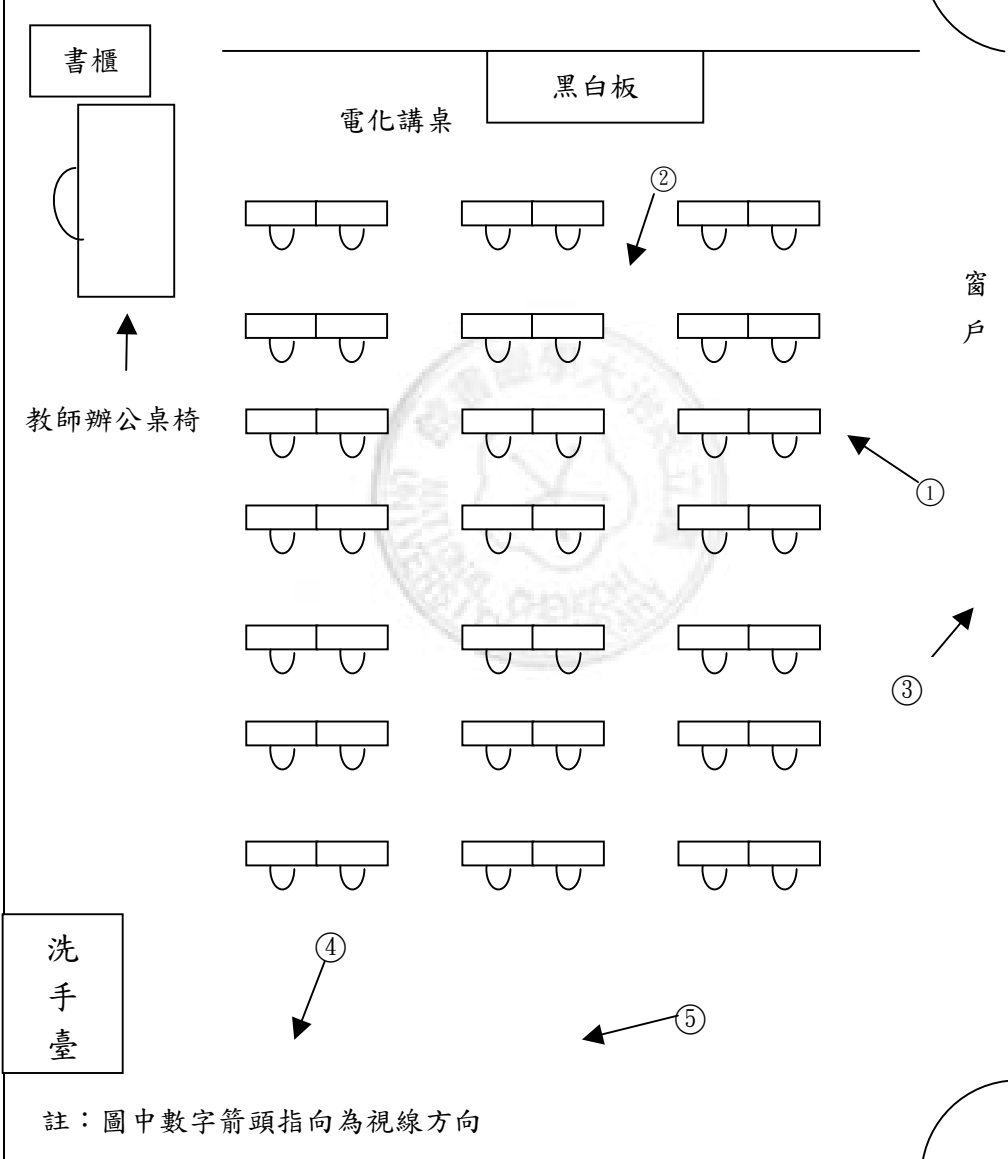 書櫃
黑白板
電化講桌
②
窗
戶
教師辦公桌椅
①
③
洗
手
臺
④
⑤
註：圖中數字箭頭指向為視線方向